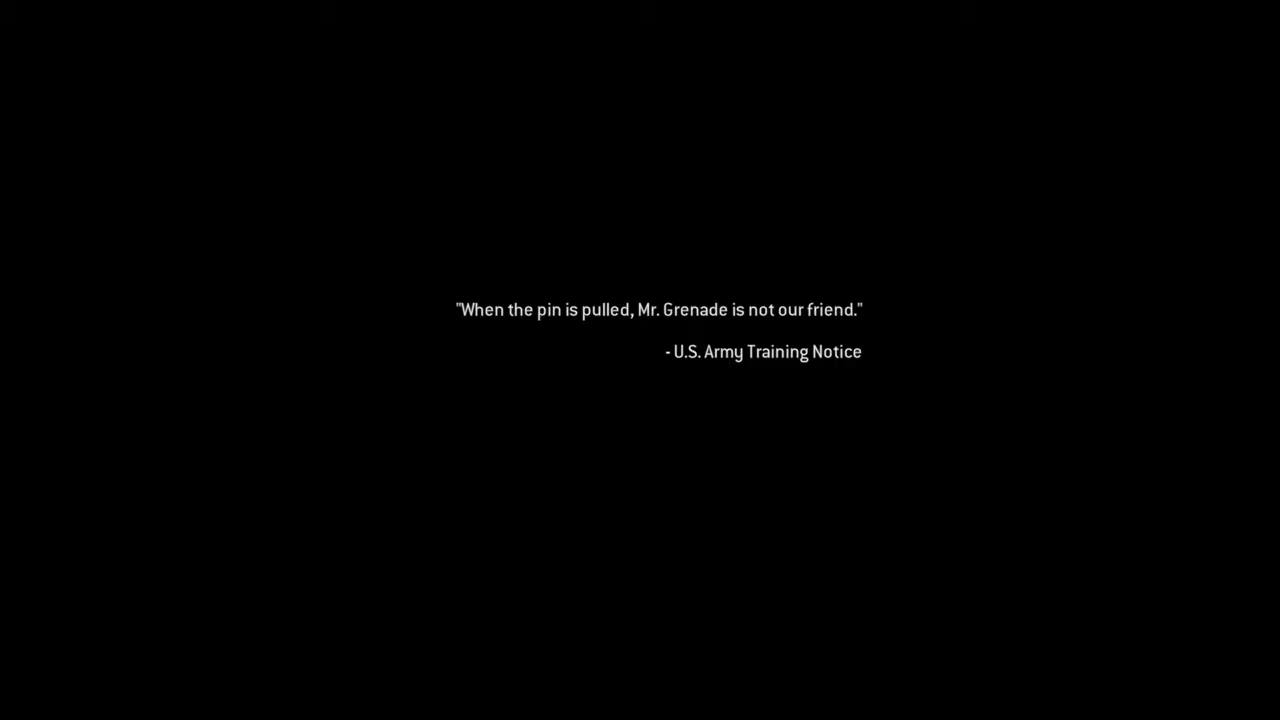 "When the pin is pulled, Mr. Grenade is not our friend."
- U.S. Army Training Notice